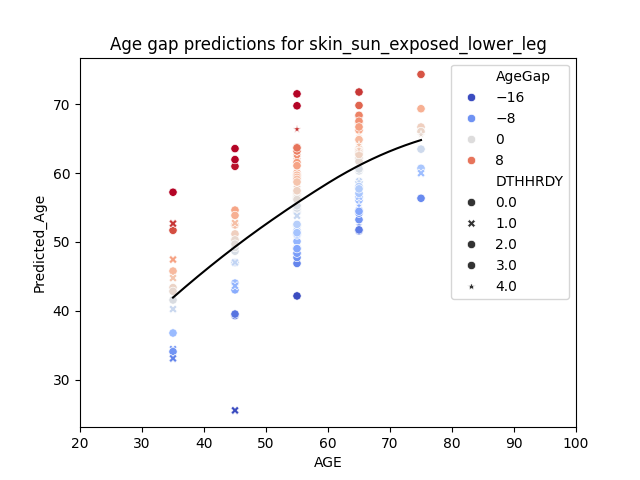 Age gap predictions for skin_sun_exposed_lower_leg
Predicted_Age
70
60
50
40
30
20 30 40 50 60 70 80 90 100
AGE
AgeGap
−16
−8
0
8
DTHHRDY
0.0
1.0
2.0
3.0
4.0